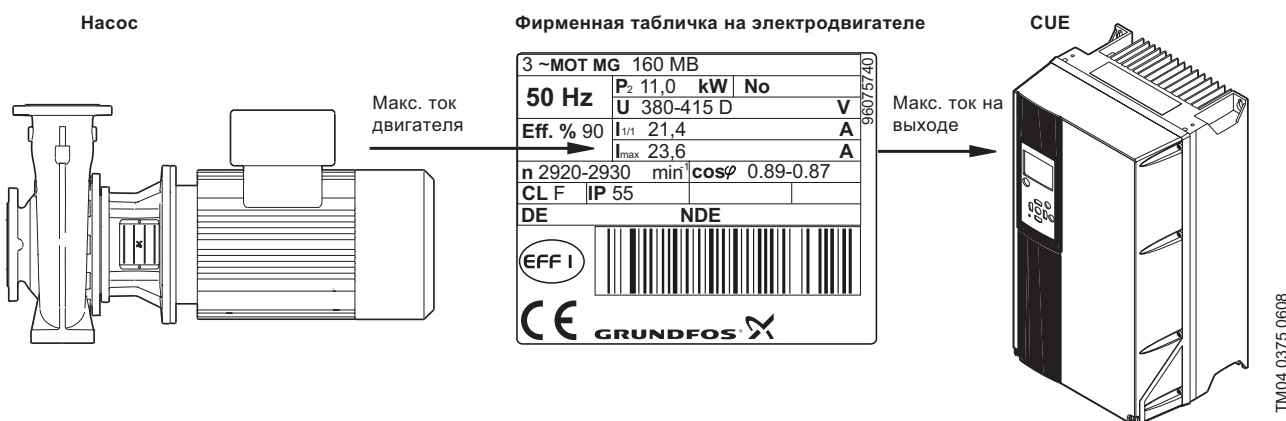 Насос
Фирменная табличка на электродвигателе
CUE
Макс. ток
двигателя
3 ~MOT MG 160 MB
50 Hz
P2 11,0 kW No
U 380-415 D V
Eff. % 90
I1/1 21,4 A
Imax 23,6 A
n 2920-2930 min-1 cosφ 0.89-0.87
CL F IP 55
DE NDE
EFF I
CE GRUNDFOS
96075740
Макс. ток на
выходе
TM04 0375 0608